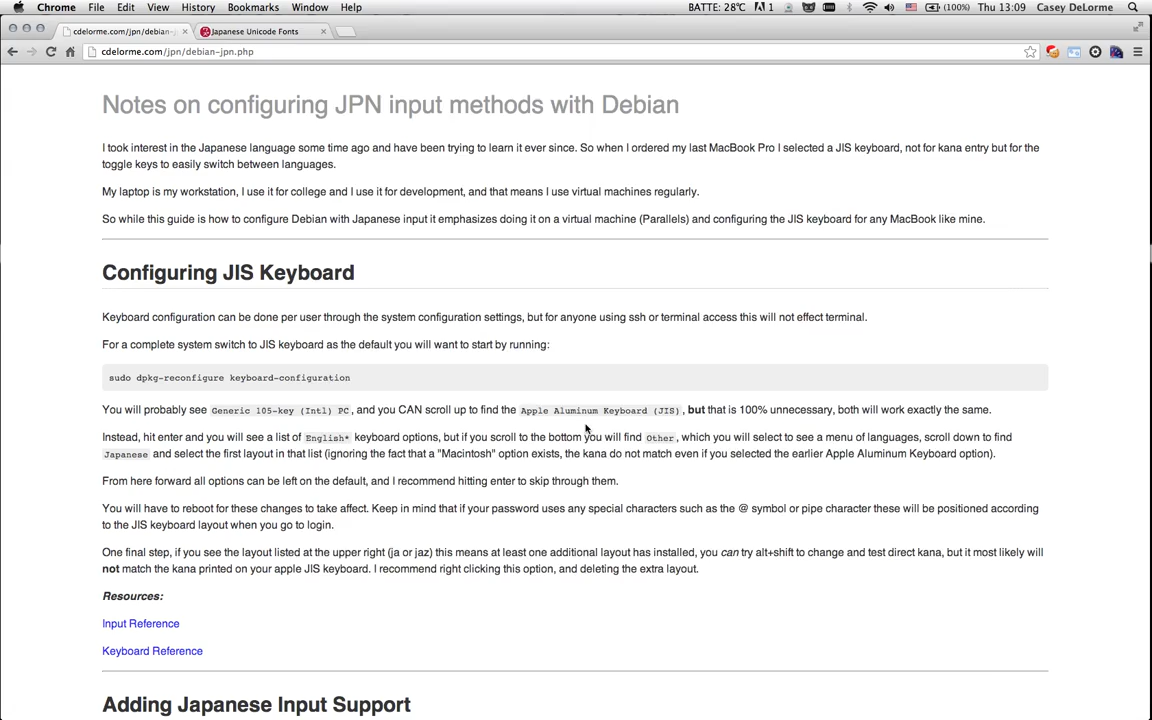 Chrome File Edit View History Bookmarks Window Help BATTE: 28°C 1 (100%) Thu 13:09 Casey DeLorme
cdelorme.com/jpn/debian-j Japanese Unicode Fonts
cdelorme.com/jpn/debian-jpn.php
Notes on configuring JPN input methods with Debian
I took interest in the Japanese language some time ago and have been trying to learn it ever since. So when I ordered my last MacBook Pro I selected a JIS keyboard, not for kana entry but for the
toggle keys to easily switch between languages.
My laptop is my workstation, I use it for college and I use it for development, and that means I use virtual machines regularly.
So while this guide is how to configure Debian with Japanese input it emphasizes doing it on a virtual machine (Parallels) and configuring the JIS keyboard for any MacBook like mine.
Configuring JIS Keyboard
Keyboard configuration can be done per user through the system configuration settings, but for anyone using ssh or terminal access this will not effect terminal.
For a complete system switch to JIS keyboard as the default you will want to start by running:
sudo dpkg-reconfigure keyboard-configuration
You will probably see Generic 105-key (Intl) PC, and you CAN scroll up to find the Apple Aluminum Keyboard (JIS), but that is 100% unnecessary, both will work exactly the same.
Instead, hit enter and you will see a list of English* keyboard options, but if you scroll to the bottom you will find Other, which you will select to see a menu of languages, scroll down to find
Japanese and select the first layout in that list (ignoring the fact that a "Macintosh" option exists, the kana do not match even if you selected the earlier Apple Aluminum Keyboard option).
From here forward all options can be left on the default, and I recommend hitting enter to skip through them.
You will have to reboot for these changes to take affect. Keep in mind that if your password uses any special characters such as the @ symbol or pipe character these will be positioned according
to the JIS keyboard layout when you go to login.
One final step, if you see the layout listed at the upper right (ja or jaz) this means at least one additional layout has installed, you can try alt+shift to change and test direct kana, but it most likely will
not match the kana printed on your apple JIS keyboard. I recommend right clicking this option, and deleting the extra layout.
Resources:
Input Reference
Keyboard Reference
Adding Japanese Input Support